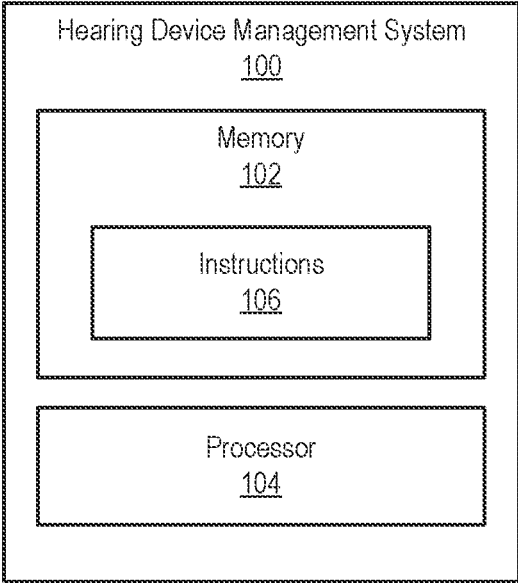 Hearing Device Management System
100
Memory
102
Instructions
106
Processor
104